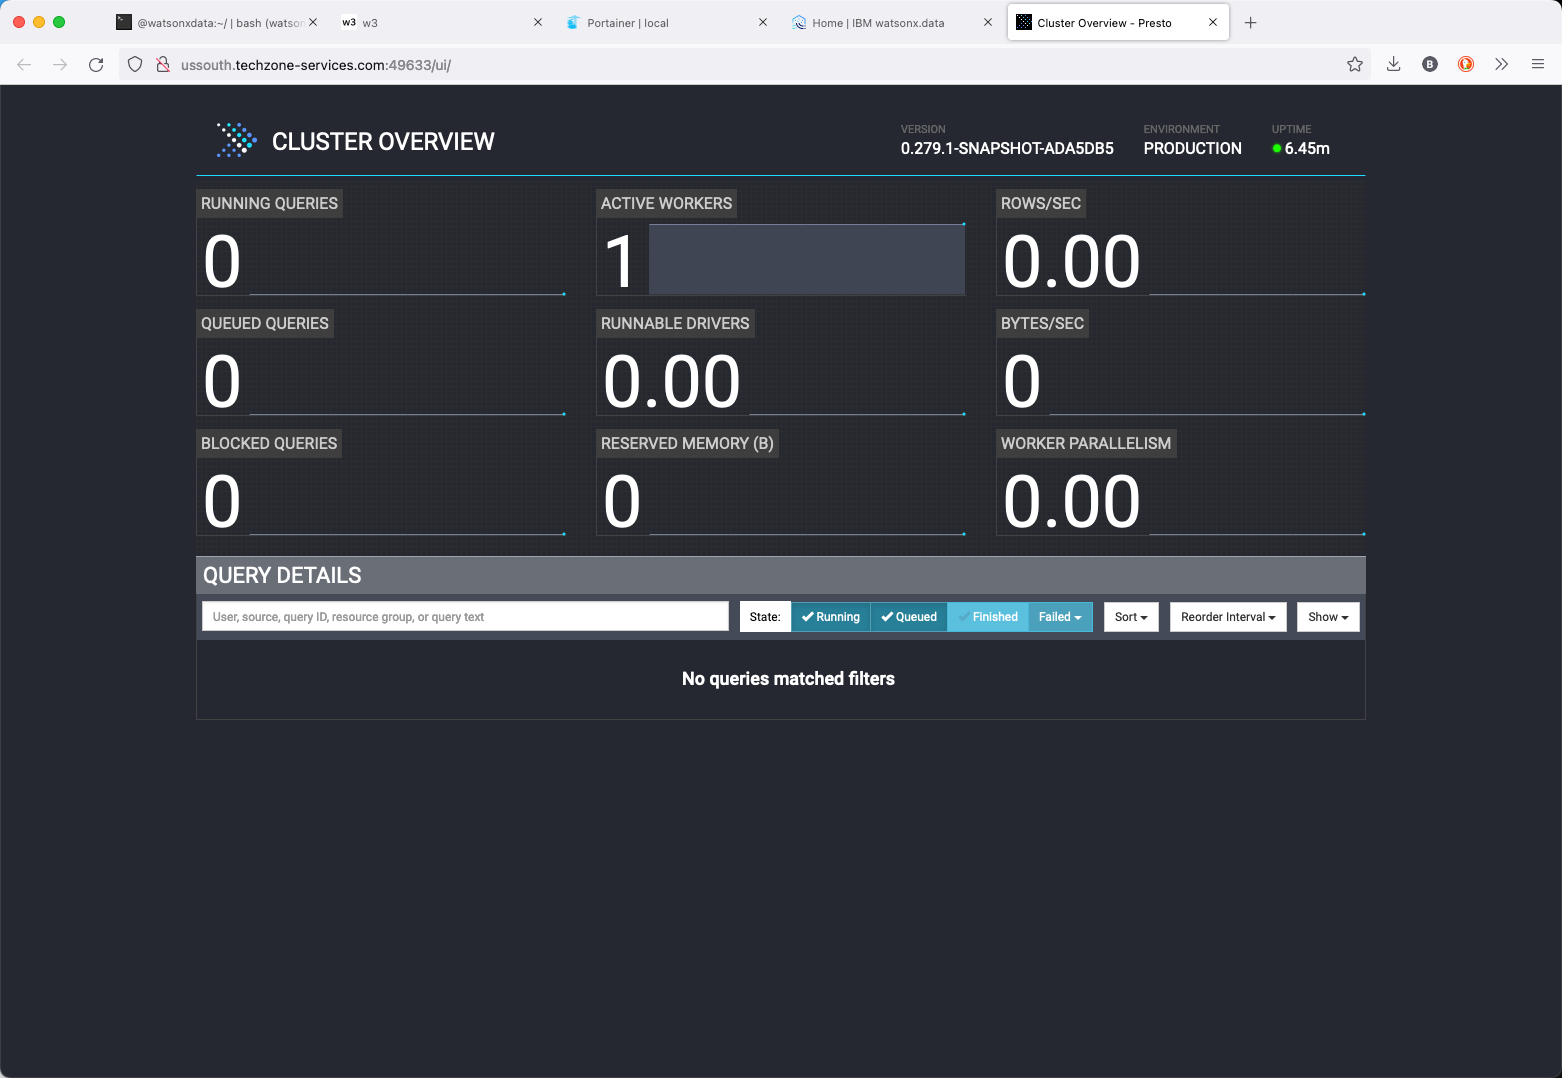 @watsonxdata:~/ | bash (watson
w3 w3
Portainer | local
Home | IBM watsonx.data
Cluster Overview - Presto
ussouth.techzone-services.com:49633/ui/
B
CLUSTER OVERVIEW
VERSION
0.279.1-SNAPSHOT-ADA5DB5
ENVIRONMENT
PRODUCTION
UPTIME
6.45m
RUNNING QUERIES
0
ACTIVE WORKERS
1
ROWS/SEC
0.00
QUEUED QUERIES
0
RUNNABLE DRIVERS
0.00
BYTES/SEC
0
BLOCKED QUERIES
0
RESERVED MEMORY (B)
0
WORKER PARALLELISM
0.00
QUERY DETAILS
User, source, query ID, resource group, or query text
State: Running Queued Finished Failed Sort Reorder Interval Show
No queries matched filters